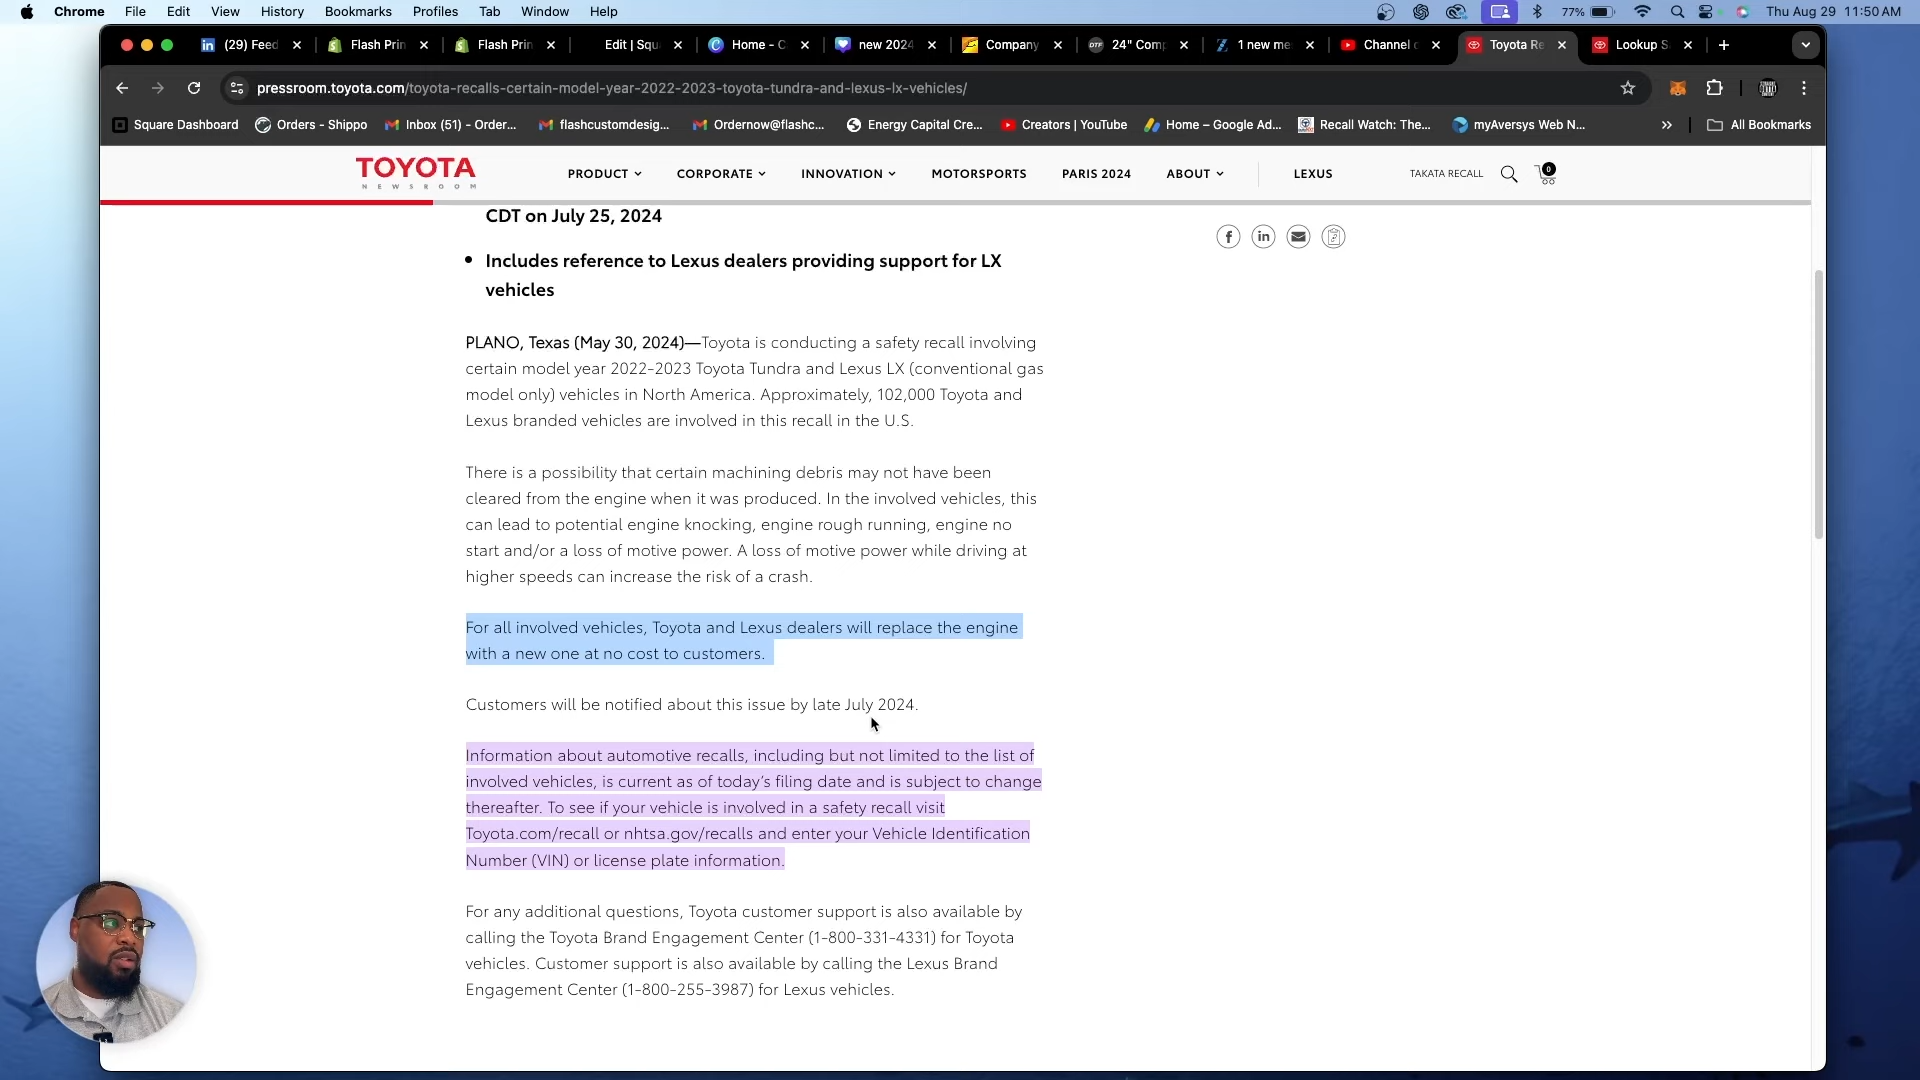 Chrome File Edit View History Bookmarks Profiles Tab Window Help 77% Thu Aug 29 11:50 AM
(29) Feed Flash Prin Flash Prin Edit | Squ Home - C new 2024 Company 24" Com 1 new me Channel Toyota Re Lookup S
pressroom.toyota.com/toyota-recalls-certain-model-year-2022-2023-toyota-tundra-and-lexus-lx-vehicles/
Square Dashboard Orders - Shippo Inbox (51) - Order... flashcustomdesig... Ordernow@flashc... Energy Capital Cre... Creators | YouTube Home – Google Ad... Recall Watch: The... myAversys Web N... » All Bookmarks
TOYOTA
NEWSROOM
PRODUCT CORPORATE INNOVATION MOTORSPORTS PARIS 2024 ABOUT LEXUS TAKATA RECALL 0
CDT on July 25, 2024
• Includes reference to Lexus dealers providing support for LX
vehicles
PLANO, Texas (May 30, 2024)—Toyota is conducting a safety recall involving
certain model year 2022-2023 Toyota Tundra and Lexus LX (conventional gas
model only) vehicles in North America. Approximately, 102,000 Toyota and
Lexus branded vehicles are involved in this recall in the U.S.
There is a possibility that certain machining debris may not have been
cleared from the engine when it was produced. In the involved vehicles, this
can lead to potential engine knocking, engine rough running, engine no
start and/or a loss of motive power. A loss of motive power while driving at
higher speeds can increase the risk of a crash.
For all involved vehicles, Toyota and Lexus dealers will replace the engine
with a new one at no cost to customers.
Customers will be notified about this issue by late July 2024.
Information about automotive recalls, including but not limited to the list of
involved vehicles, is current as of today’s filing date and is subject to change
thereafter. To see if your vehicle is involved in a safety recall visit
Toyota.com/recall or nhtsa.gov/recalls and enter your Vehicle Identification
Number (VIN) or license plate information.
For any additional questions, Toyota customer support is also available by
calling the Toyota Brand Engagement Center (1-800-331-4331) for Toyota
vehicles. Customer support is also available by calling the Lexus Brand
Engagement Center (1-800-255-3987) for Lexus vehicles.